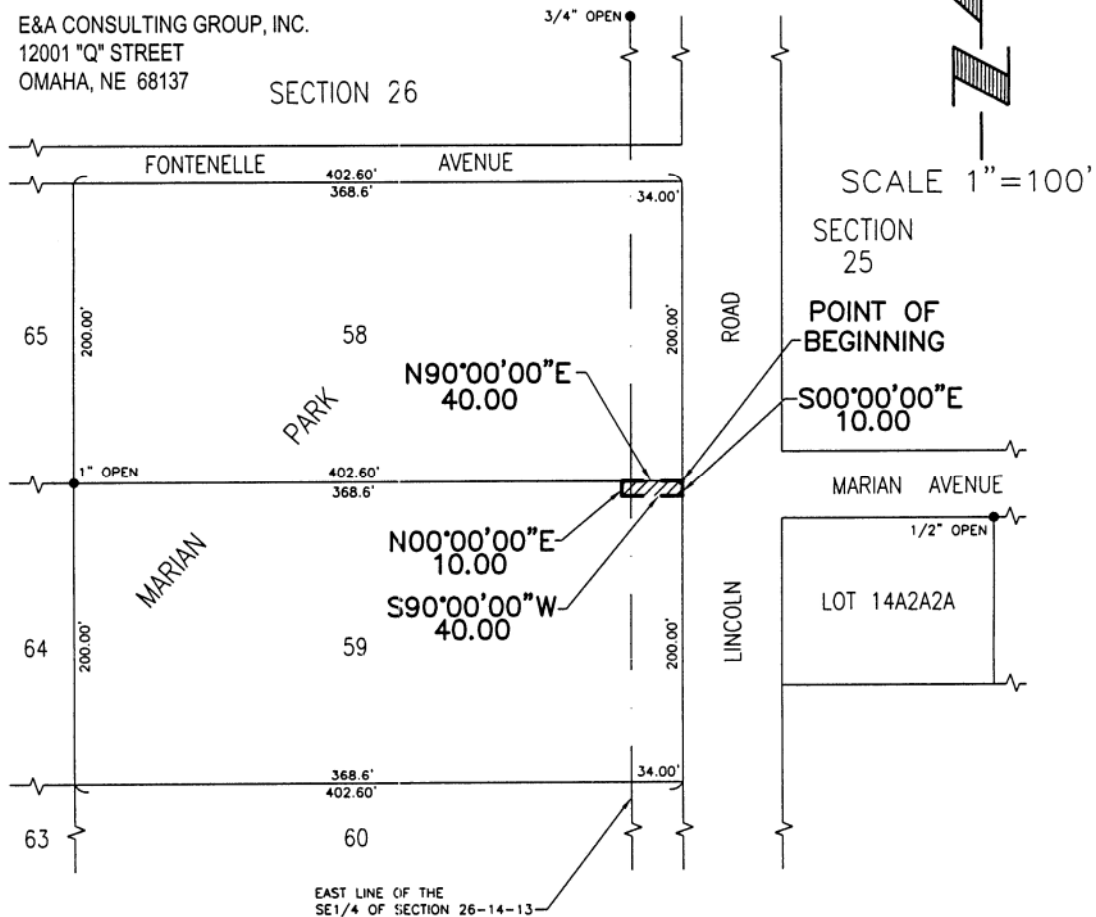 E&A CONSULTING GROUP, INC.
12001 "Q" STREET
OMAHA, NE 68137
3/4" OPEN
SECTION 26
FONTENELLE AVENUE
402.60'
368.6'
34.00'
SCALE 1"=100'
SECTION
25
65
200.00'
58
200.00'
ROAD
POINT OF
BEGINNING
N90°00'00"E
40.00
S00°00'00"E
10.00
PARK
1" OPEN
402.60'
368.6'
MARIAN AVENUE
1/2" OPEN
MARIAN
N00°00'00"E
10.00
S90°00'00"W
40.00
LINCOLN
LOT 14A2A2A
64
200.00'
59
200.00'
368.6'
402.60'
34.00'
63
60
EAST LINE OF THE
SE1/4 OF SECTION 26-14-13